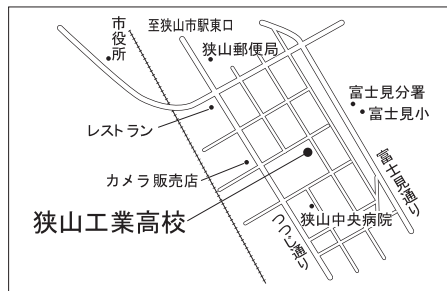 市役所
至狭山市駅東口
狭山郵便局
富士見分署
富士見小
レストラン
カメラ販売店
富士見通り
狭山工業高校
狭山中央病院
つつじ通り